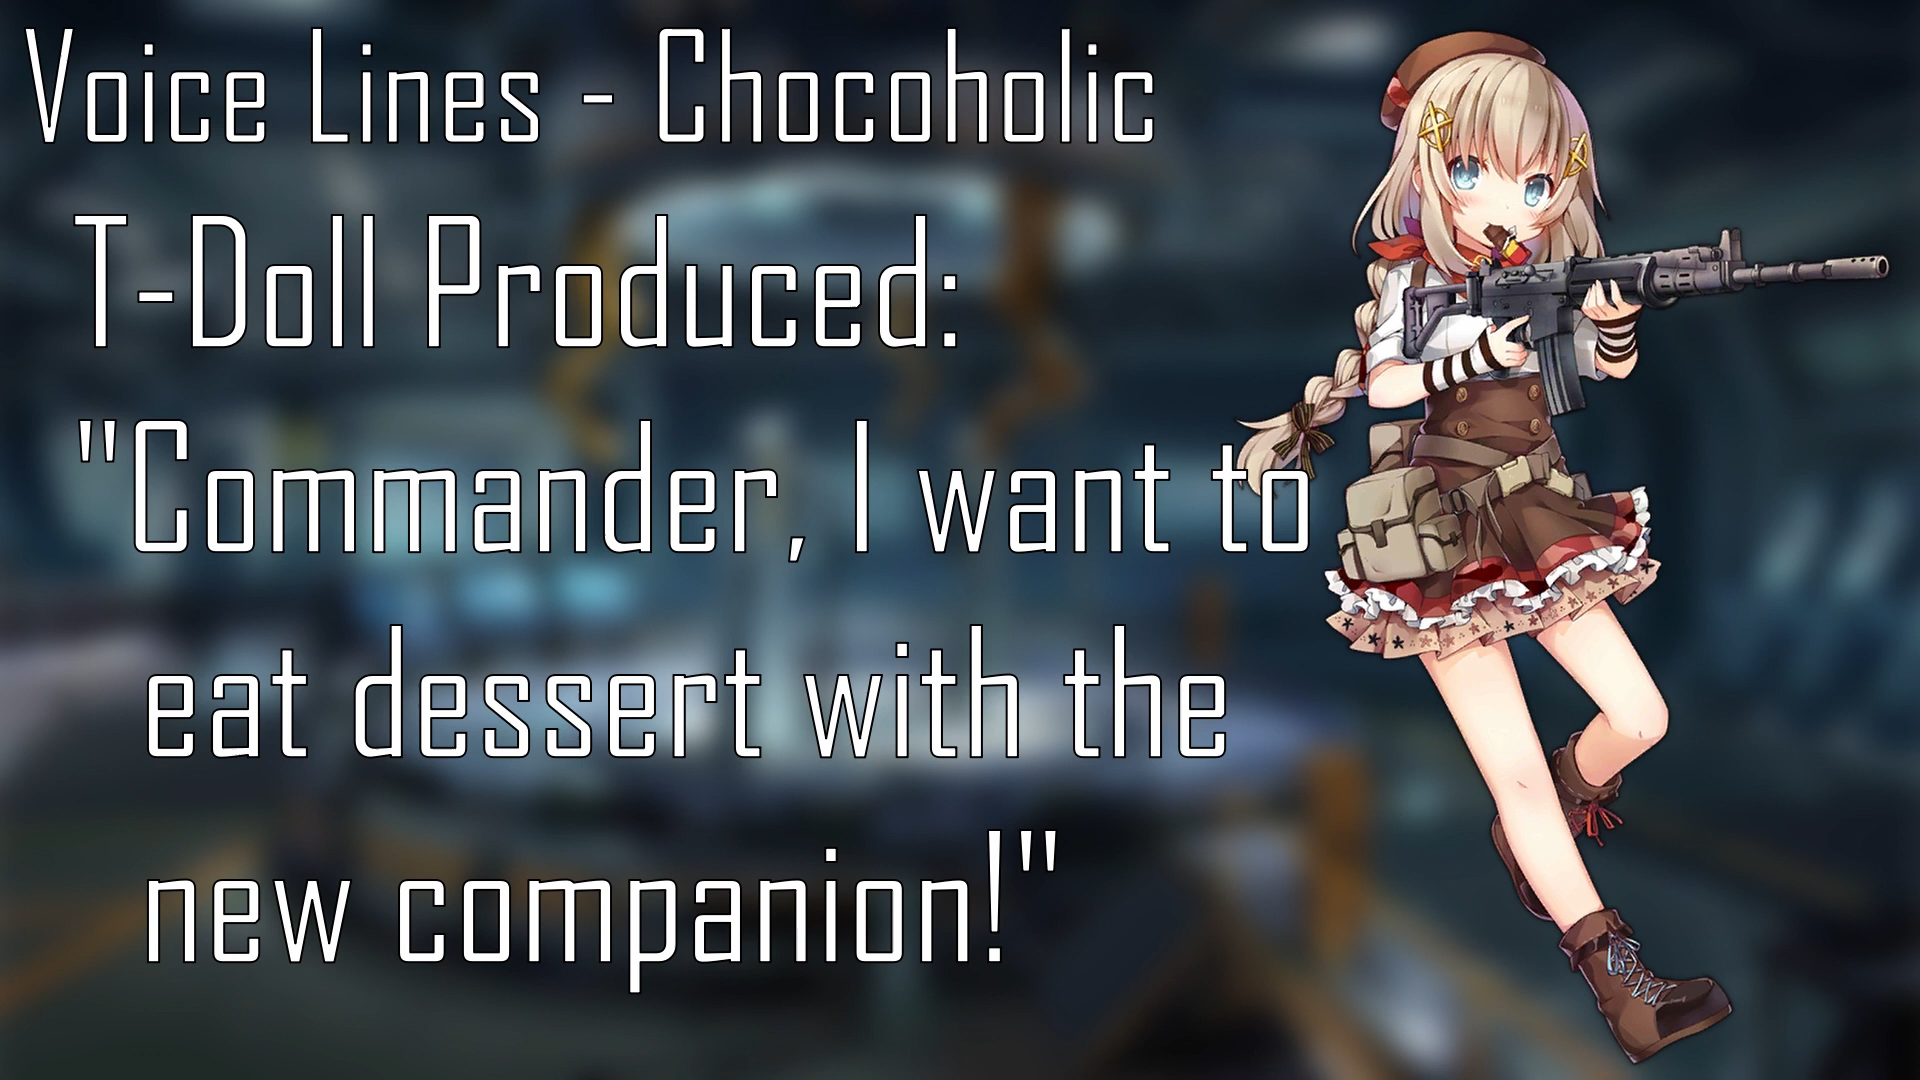 Voice Lines - Chocoholic
T-Doll Produced:
"Commander, I want to
eat dessert with the
new companion!"